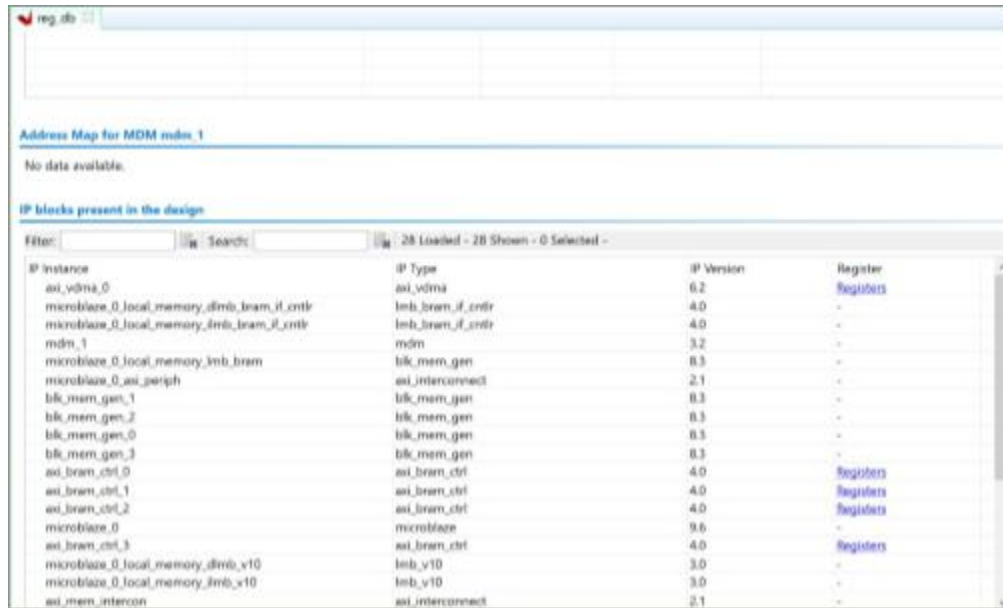 reg_db
Address Map for MDM mdm_1
No data available.
IP blocks present in the design
Filter: Search: 28 Loaded - 28 Shown - 0 Selected -
IP Instance IP Type IP Version Register
axi_vdma_0 axi_vdma 6.2 Registers
microblaze_0_local_memory_dlmb_bram_if_cntlr lmb_bram_if_cntlr 4.0 -
microblaze_0_local_memory_ilmb_bram_if_cntlr lmb_bram_if_cntlr 4.0 -
mdm_1 mdm 3.2 -
microblaze_0_local_memory_lmb_bram blk_mem_gen 8.3 -
microblaze_0_axi_periph axi_interconnect 2.1 -
blk_mem_gen_1 blk_mem_gen 8.3 -
blk_mem_gen_2 blk_mem_gen 8.3 -
blk_mem_gen_0 blk_mem_gen 8.3 -
blk_mem_gen_3 blk_mem_gen 8.3 -
axi_bram_ctrl_0 axi_bram_ctrl 4.0 Registers
axi_bram_ctrl_1 axi_bram_ctrl 4.0 Registers
axi_bram_ctrl_2 axi_bram_ctrl 4.0 Registers
microblaze_0 microblaze 9.6 -
axi_bram_ctrl_3 axi_bram_ctrl 4.0 Registers
microblaze_0_local_memory_dlmb_v10 lmb_v10 3.0 -
microblaze_0_local_memory_ilmb_v10 lmb_v10 3.0 -
axi_mem_intercon axi_interconnect 2.1 -